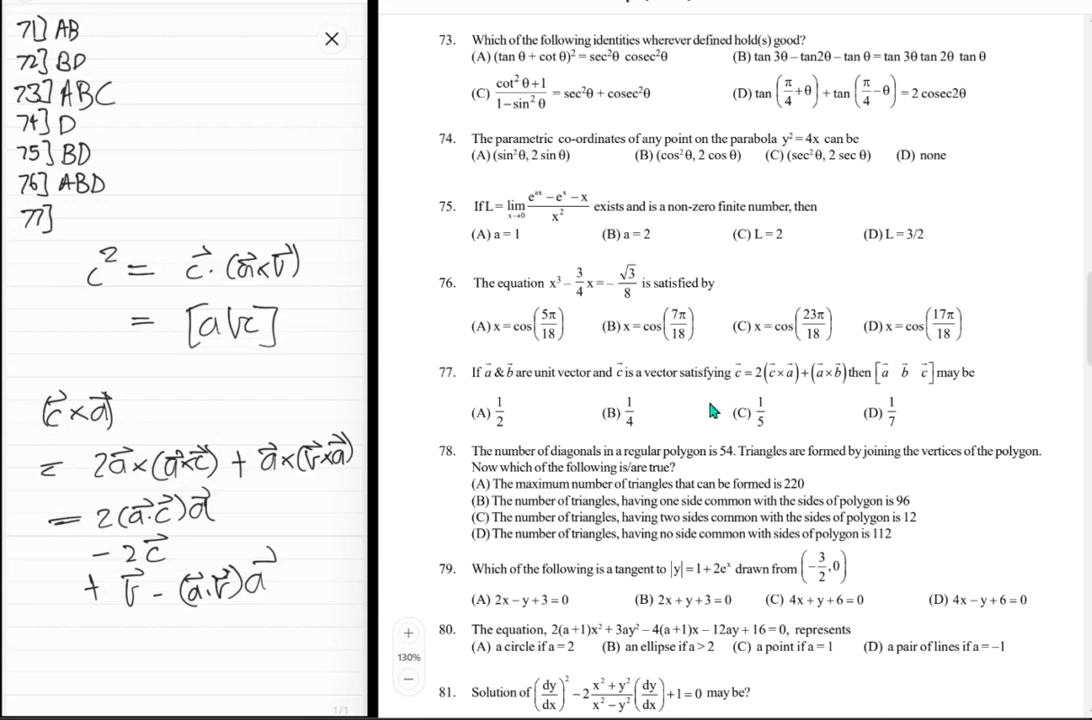 71] AB
72] BD
73] ABC
74] D
75] BD
76] ABD
77]
c² = c⃗ · (a⃗ × b⃗)
= [abc]
(c⃗ × a⃗)
= 2a⃗ × (a⃗ × c⃗) + a⃗ × (b⃗ × a⃗)
= 2(a⃗ · c⃗)a⃗
− 2c⃗
+ b⃗ − (a⃗ · b⃗)a⃗
1/1
73. Which of the following identities wherever defined hold(s) good?
(A) (tan θ + cot θ)² = sec²θ cosec²θ (B) tan 3θ – tan2θ – tan θ = tan 3θ tan 2θ tan θ
(C) (cot² θ + 1)/(1 – sin² θ) = sec²θ + cosec²θ (D) tan (π/4 + θ) + tan (π/4 − θ) = 2 cosec2θ
74. The parametric co-ordinates of any point on the parabola y² = 4x can be
(A) (sin²θ, 2 sin θ) (B) (cos²θ, 2 cos θ) (C) (sec²θ, 2 sec θ) (D) none
75. If L = lim x→0 (e^ax − e^x − x)/x² exists and is a non-zero finite number, then
(A) a = 1 (B) a = 2 (C) L = 2 (D) L = 3/2
76. The equation x³ − 3/4 x = − √3/8 is satisfied by
(A) x = cos(5π/18) (B) x = cos(7π/18) (C) x = cos(23π/18) (D) x = cos(17π/18)
77. If a⃗ & b⃗ are unit vector and c⃗ is a vector satisfying c⃗ = 2(c⃗ × a⃗) + (a⃗ × b⃗) then [a⃗ b⃗ c⃗] may be
(A) 1/2 (B) 1/4 (C) 1/5 (D) 1/7
78. The number of diagonals in a regular polygon is 54. Triangles are formed by joining the vertices of the polygon.
Now which of the following is/are true?
(A) The maximum number of triangles that can be formed is 220
(B) The number of triangles, having one side common with the sides of polygon is 96
(C) The number of triangles, having two sides common with the sides of polygon is 12
(D) The number of triangles, having no side common with sides of polygon is 112
79. Which of the following is a tangent to |y| = 1 + 2e^x drawn from (−3/2, 0)
(A) 2x – y + 3 = 0 (B) 2x + y + 3 = 0 (C) 4x + y + 6 = 0 (D) 4x – y + 6 = 0
80. The equation, 2(a + 1)x² + 3ay² – 4(a + 1)x – 12ay + 16 = 0, represents
(A) a circle if a = 2 (B) an ellipse if a > 2 (C) a point if a = 1 (D) a pair of lines if a = –1
81. Solution of (dy/dx)² − 2 (x² + y²)/(x² − y²) (dy/dx) + 1 = 0 may be?
130%